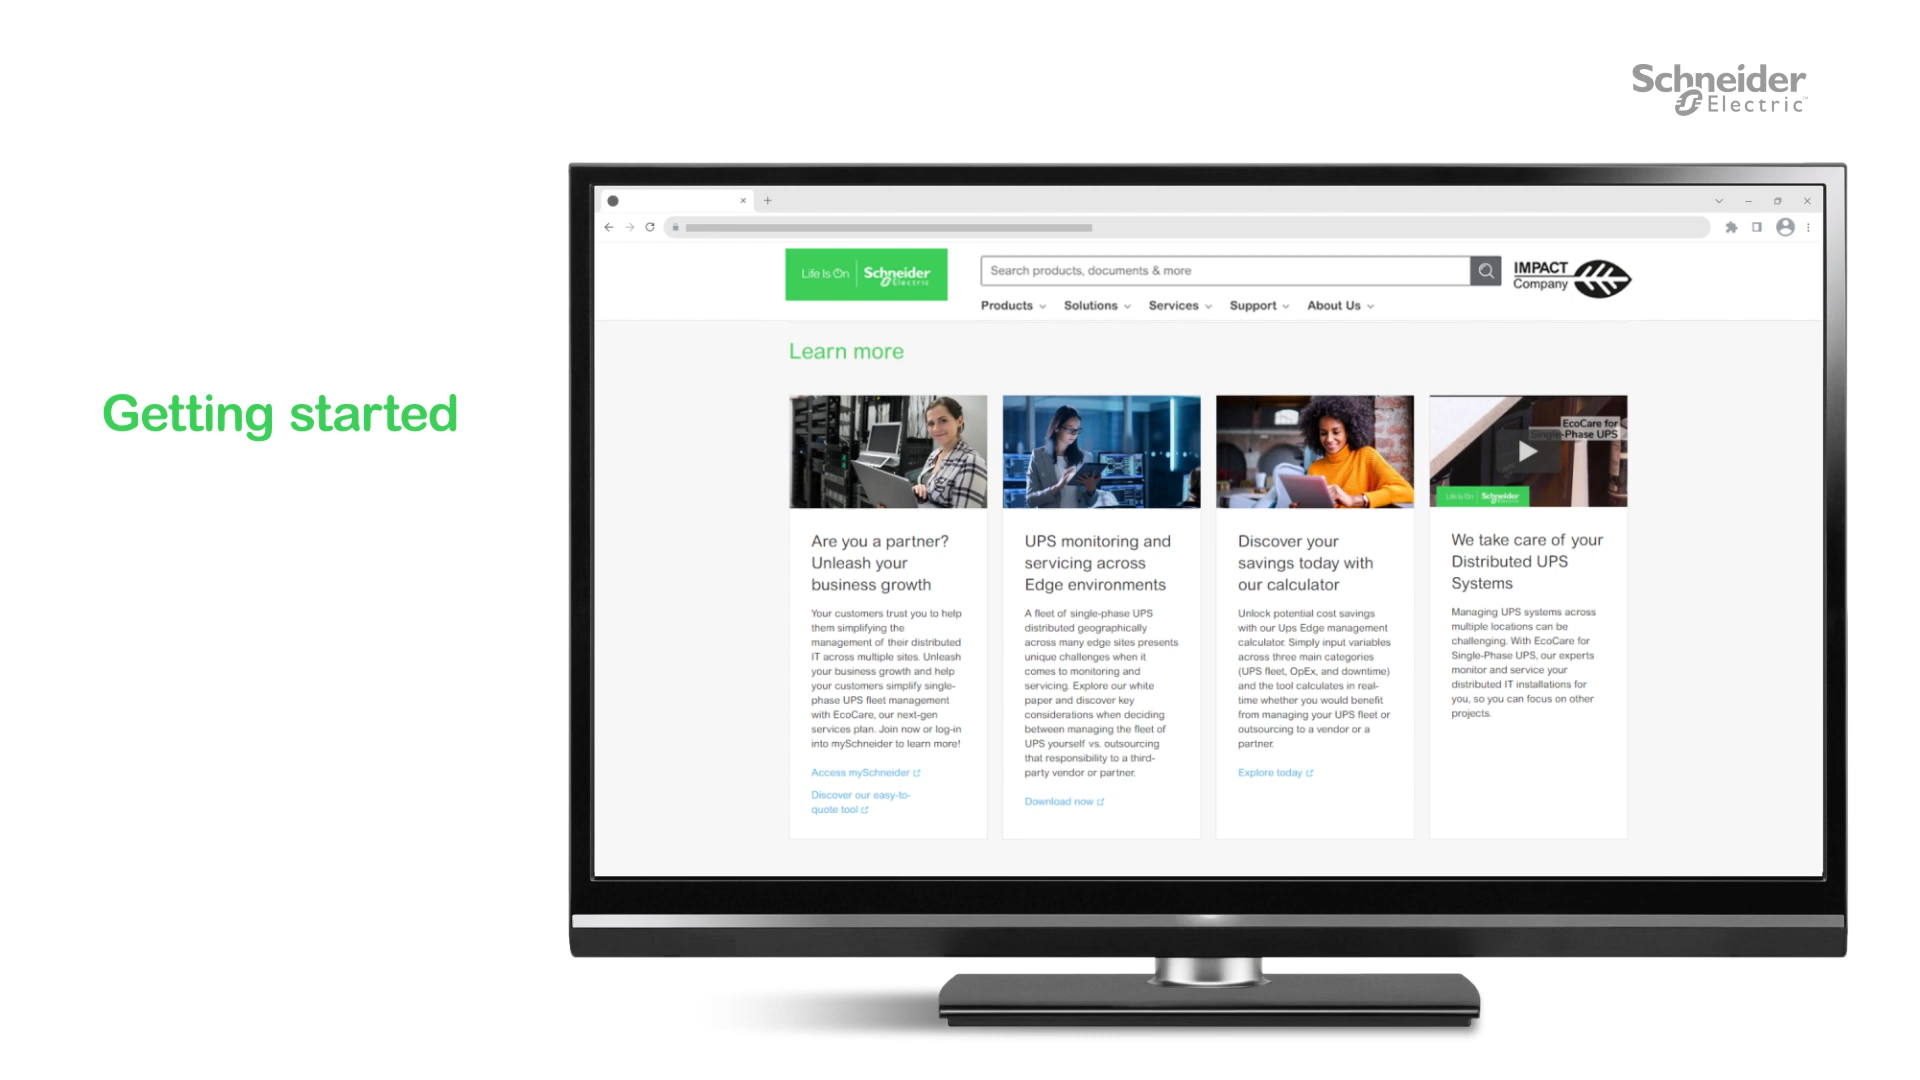 Schneider
Electric
Getting started
Life Is On | Schneider
Electric
Search products, documents & more
IMPACT
Company
Products
Solutions
Services
Support
About Us
Learn more
Are you a partner?
Unleash your
business growth
Your customers trust you to help
them simplifying the
management of their distributed
IT across multiple sites. Unleash
your business growth and help
your customers simplify single-
phase UPS fleet management
with EcoCare, our next-gen
services plan. Join now or log-in
into mySchneider to learn more!
Access mySchneider
Discover our easy-to-
quote tool
UPS monitoring and
servicing across
Edge environments
A fleet of single-phase UPS
distributed geographically
across many edge sites presents
unique challenges when it
comes to monitoring and
servicing. Explore our white
paper and discover key
considerations when deciding
between managing the fleet of
UPS yourself vs. outsourcing
that responsibility to a third-
party vendor or partner.
Download now
Discover your
savings today with
our calculator
Unlock potential cost savings
with our Ups Edge management
calculator. Simply input variables
across three main categories
(UPS fleet, OpEx, and downtime)
and the tool calculates in real-
time whether you would benefit
from managing your UPS fleet or
outsourcing to a vendor or a
partner.
Explore today
EcoCare for
Single-Phase UPS
Life Is On | Schneider
Electric
We take care of your
Distributed UPS
Systems
Managing UPS systems across
multiple locations can be
challenging. With EcoCare for
Single-Phase UPS, our experts
monitor and service your
distributed IT installations for
you, so you can focus on other
projects.